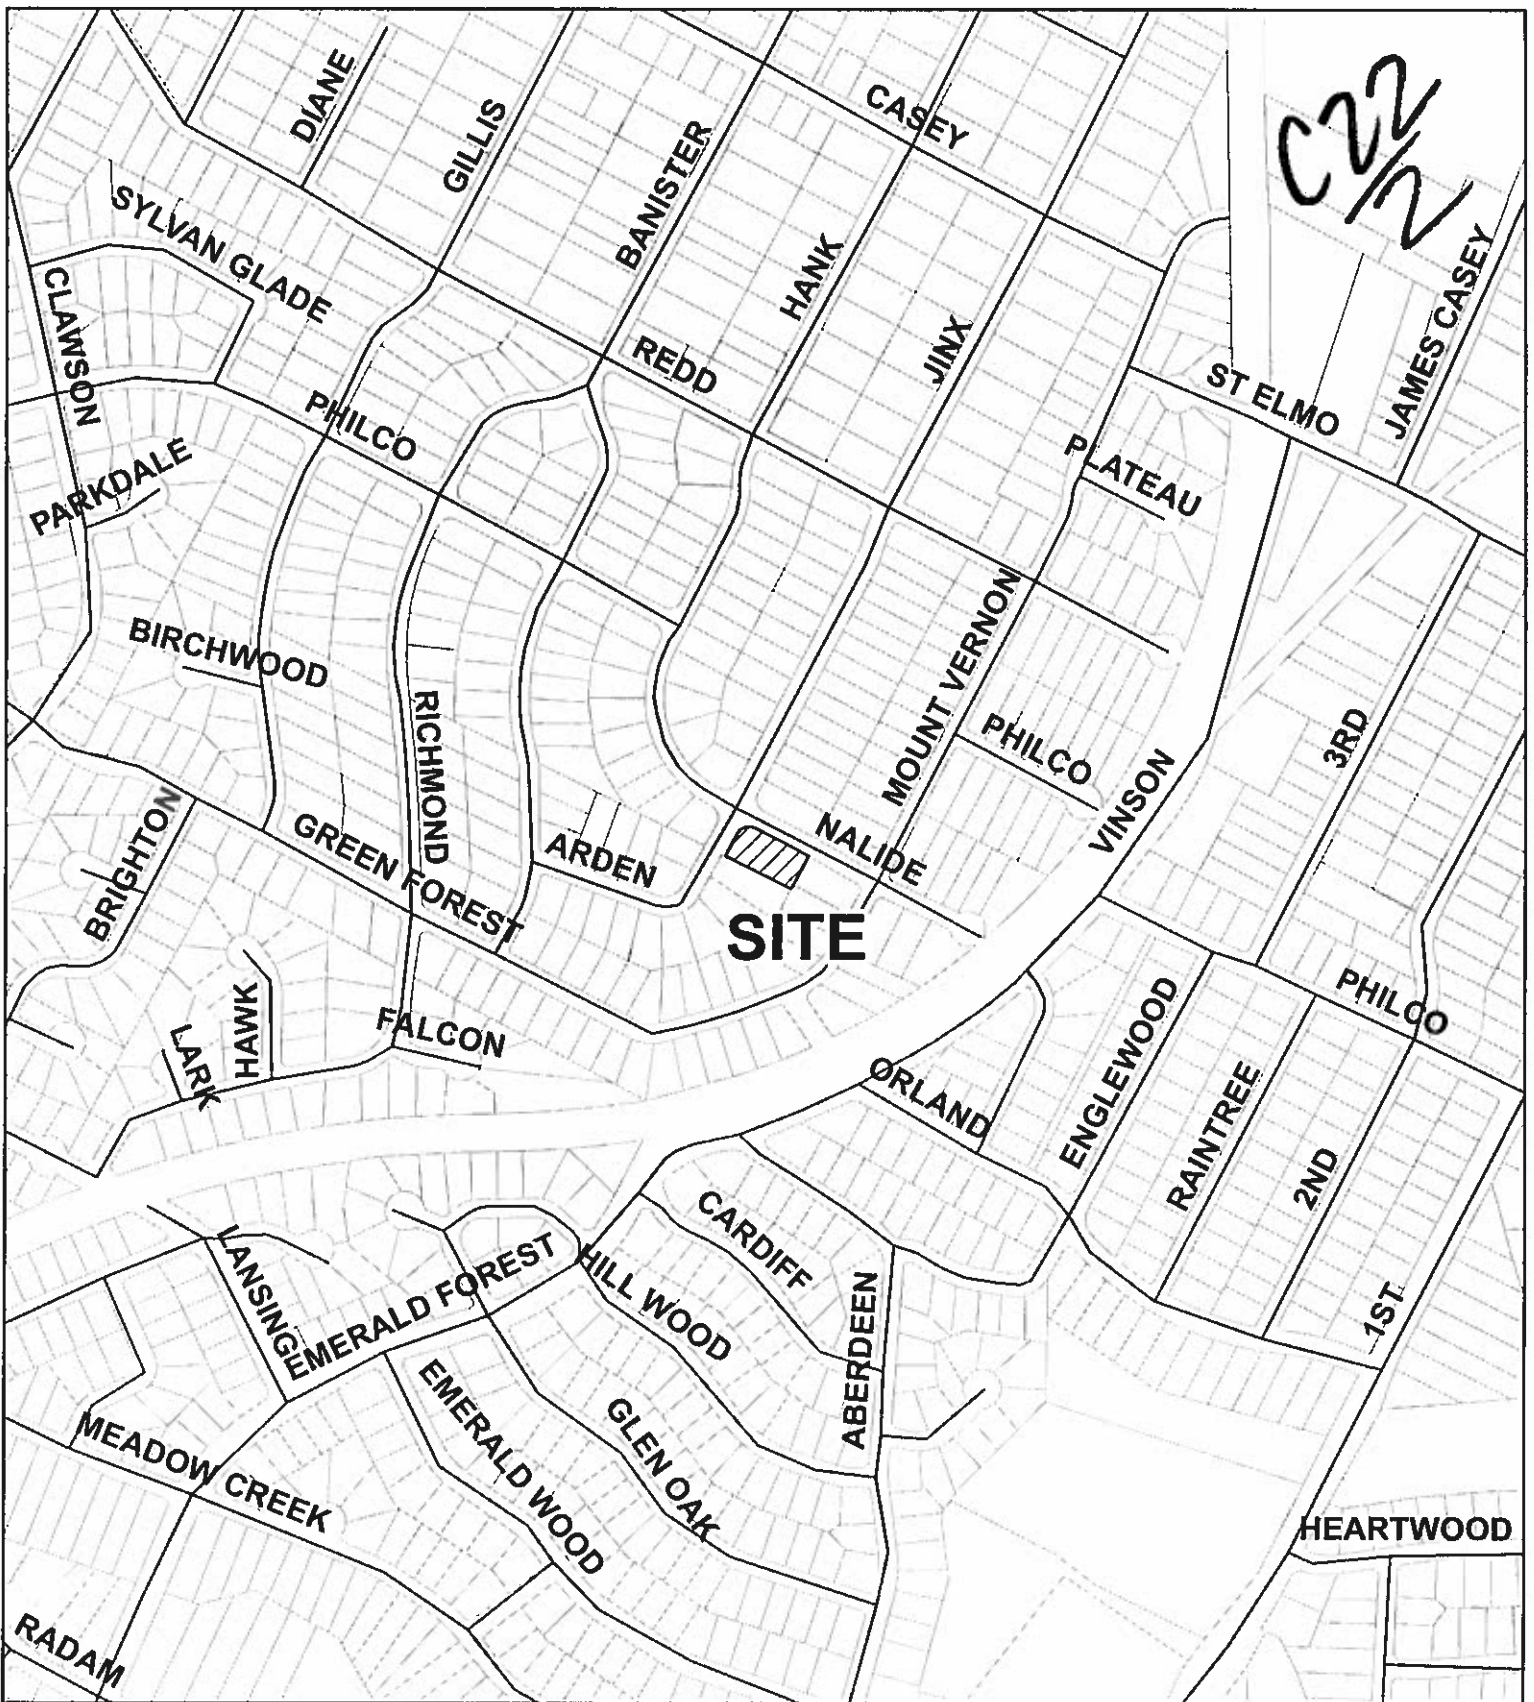 C22
/2
DIANE
GILLIS
CASEY
BANISTER
SYLVAN GLADE
HANK
JAMES CASEY
CLAWSON
REDD
JINX
ST ELMO
PHILCO
PLATEAU
PARKDALE
BIRCHWOOD
MOUNT VERNON
RICHMOND
PHILCO
3RD
VINSON
BRIGHTON
GREEN FOREST
ARDEN
NALIDE
SITE
ENGLEWOOD
PHILCO
HAWK
LARK
FALCON
ORLAND
RAINTREE
2ND
CARDIFF
LANSING
EMERALD FOREST
HILL WOOD
ABERDEEN
1ST
EMERALD WOOD
GLEN OAK
MEADOW CREEK
HEARTWOOD
RADAM